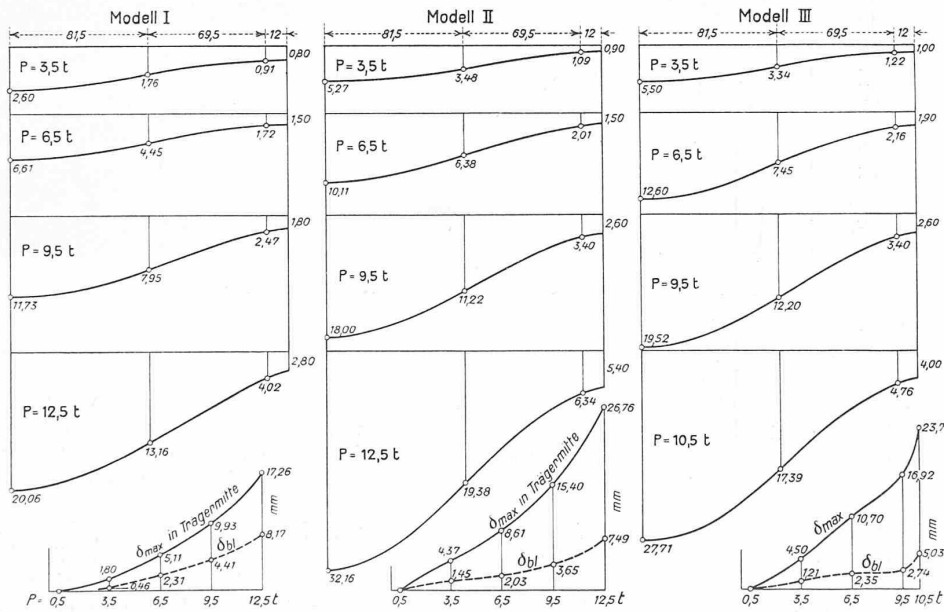 Modell I
81,5 69,5 12
P = 3,5 t
2,60 1,76 0,91 0,80
P = 6,5 t
6,61 4,45 1,72 1,50
P = 9,5 t
11,73 7,95 2,47 1,80
P = 12,5 t
20,06 13,16 4,02 2,80
δmax in Trägermitte
1,80 5,11 9,93 17,26
δbl
0,46 2,31 4,41 8,17
mm
P = 0,5 3,5 6,5 9,5 12,5 t
Modell II
81,5 69,5 12
P = 3,5 t
5,27 3,48 1,09 0,90
P = 6,5 t
10,11 6,38 2,01 1,50
P = 9,5 t
18,00 11,22 3,40 2,60
P = 12,5 t
32,16 19,38 6,34 5,40
δmax in Trägermitte
4,37 8,61 15,40 26,76
δbl
1,45 2,03 3,65 7,49
mm
0,5 3,5 6,5 9,5 12,5 t
Modell III
81,5 69,5 12
P = 3,5 t
5,50 3,34 1,22 1,00
P = 6,5 t
12,60 7,45 2,16 1,90
P = 9,5 t
19,52 12,20 3,40 2,60
P = 10,5 t
27,71 17,39 4,76 4,00
δmax
4,50 10,70 16,92 23,7
δbl
1,21 2,35 2,74 5,03
mm
0,5 3,5 6,5 9,5 10,5 t